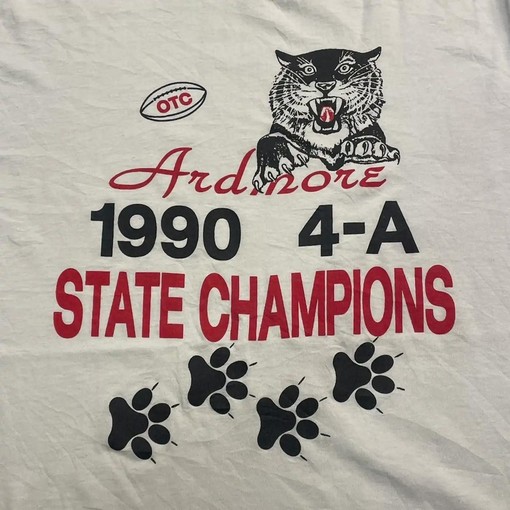 OTC
Ardmore
1990 4-A
STATE CHAMPIONS